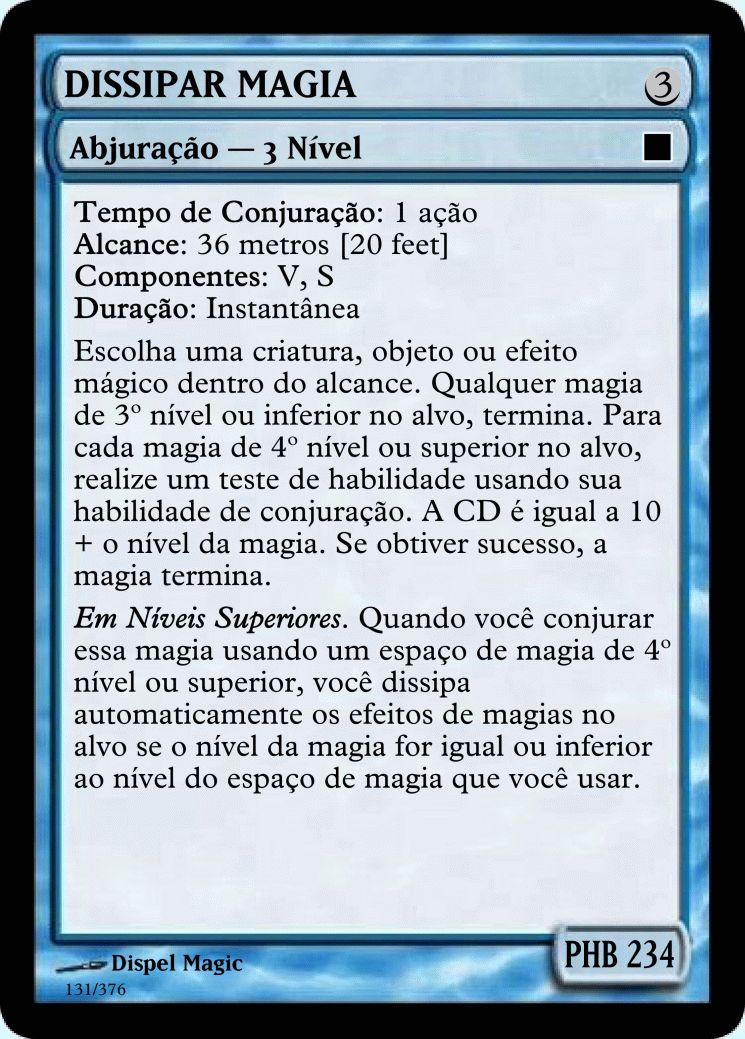 DISSIPAR MAGIA
3
Abjuração — 3 Nível
Tempo de Conjuração: 1 ação
Alcance: 36 metros [20 feet]
Componentes: V, S
Duração: Instantânea
Escolha uma criatura, objeto ou efeito
mágico dentro do alcance. Qualquer magia
de 3º nível ou inferior no alvo, termina. Para
cada magia de 4º nível ou superior no alvo,
realize um teste de habilidade usando sua
habilidade de conjuração. A CD é igual a 10
+ o nível da magia. Se obtiver sucesso, a
magia termina.
Em Níveis Superiores. Quando você conjurar
essa magia usando um espaço de magia de 4º
nível ou superior, você dissipa
automaticamente os efeitos de magias no
alvo se o nível da magia for igual ou inferior
ao nível do espaço de magia que você usar.
PHB 234
Dispel Magic
131/376